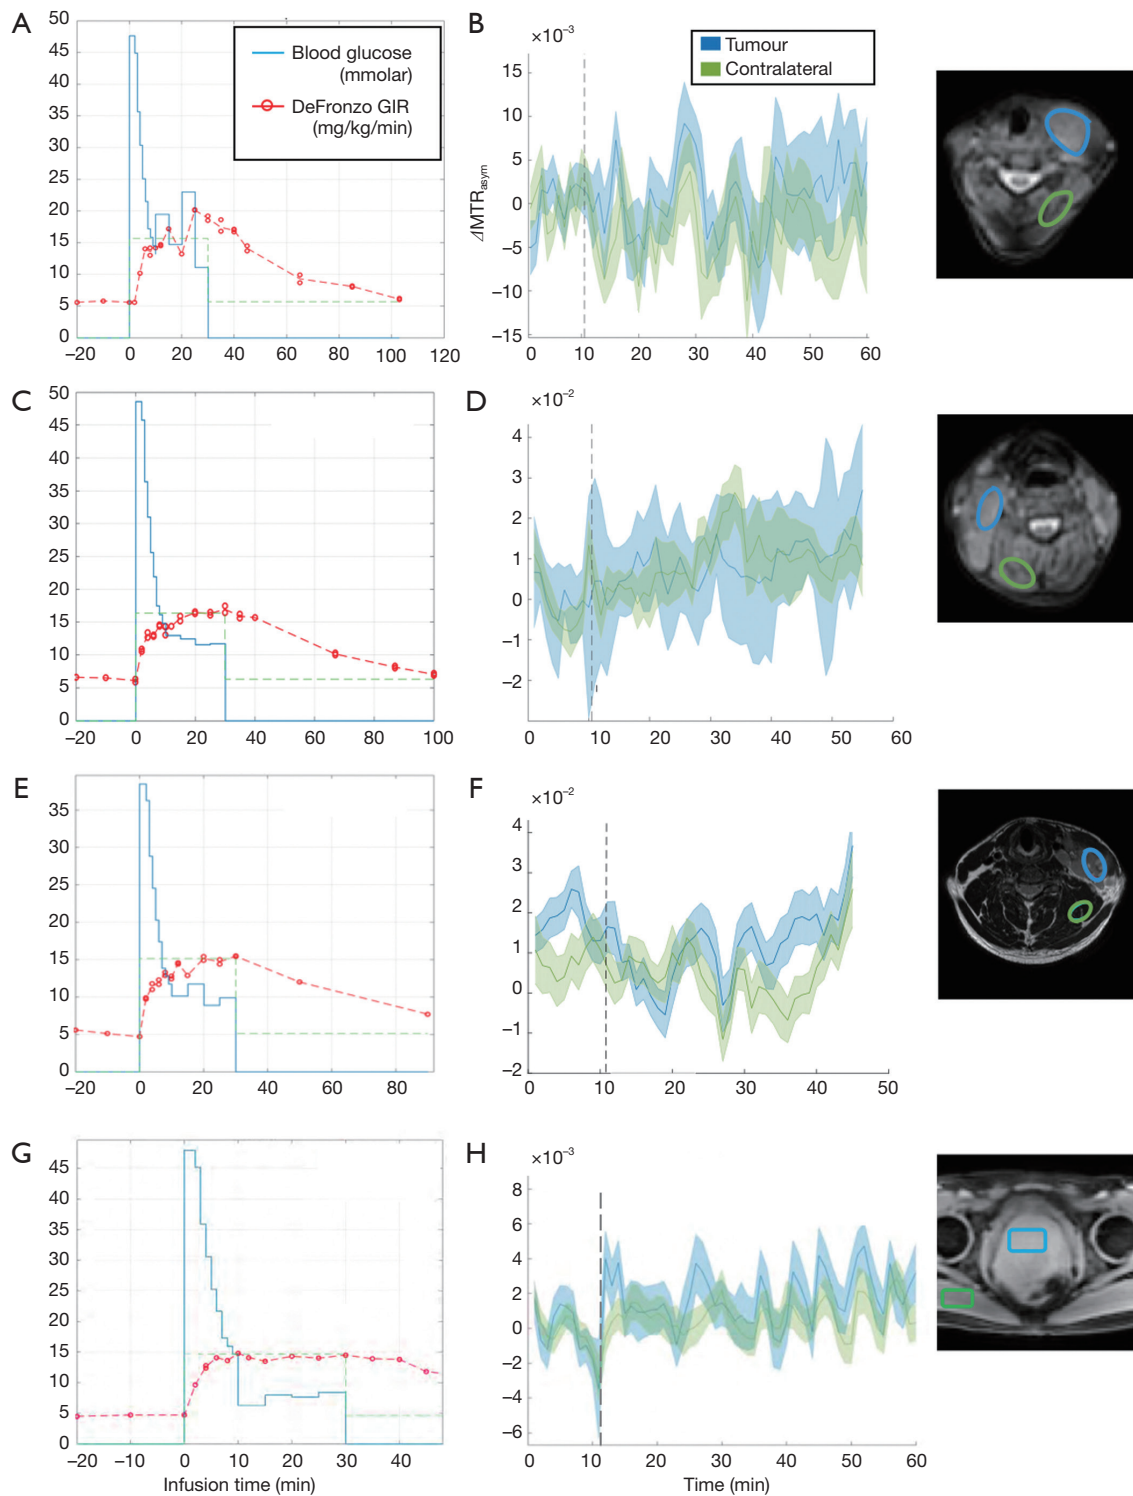 A
50
45
40
35
30
25
20
15
10
5
0
−20 0 20 40 60 80 100 120
Blood glucose
(mmolar)
DeFronzo GIR
(mg/kg/min)
B
×10⁻³
Tumour
Contralateral
ΔMTRasym
15
10
5
0
−5
−10
−15
0 10 20 30 40 50 60
C
50
45
40
35
30
25
20
15
10
5
0
−20 0 20 40 60 80 100
D
×10⁻²
4
2
1
0
−1
−2
0 10 20 30 40 50 60
E
35
30
25
20
15
10
5
0
−20 0 20 40 60 80
F
×10⁻²
4
3
2
1
0
−1
−2
0 10 20 30 40 50
G
45
40
35
30
25
20
15
10
5
0
−20 −10 0 10 20 30 40
Infusion time (min)
H
×10⁻³
8
6
4
2
0
−2
−4
−6
0 10 20 30 40 50 60
Time (min)